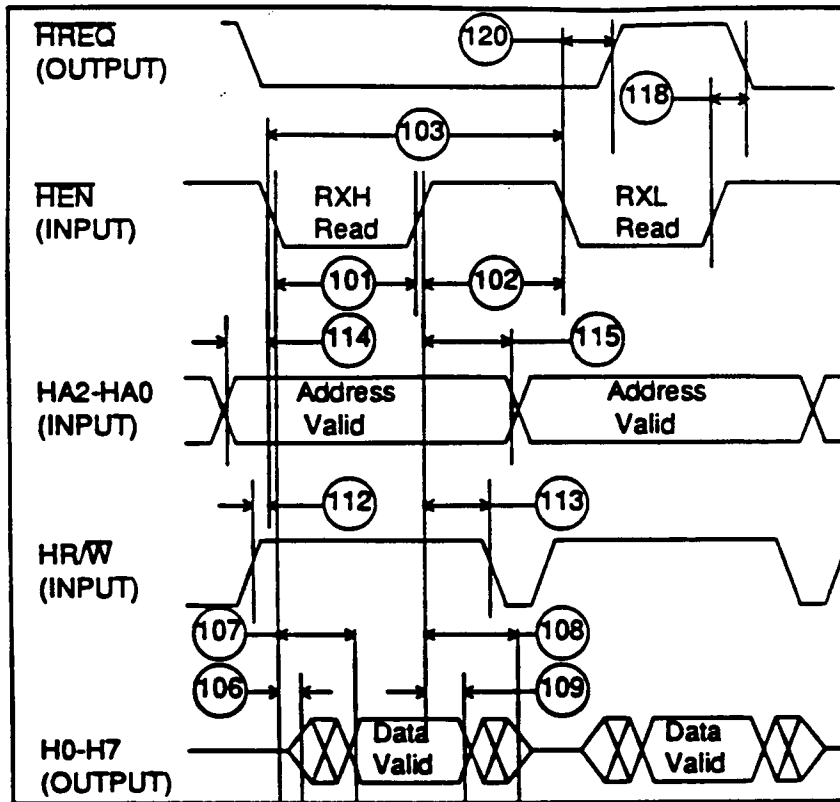 HREQ
(OUTPUT)
120
118
103
HEN
(INPUT)
RXH
Read
RXL
Read
101
102
114
115
HA2-HA0
(INPUT)
Address
Valid
Address
Valid
112
113
HR/W
(INPUT)
107
108
106
109
H0-H7
(OUTPUT)
Data
Valid
Data
Valid